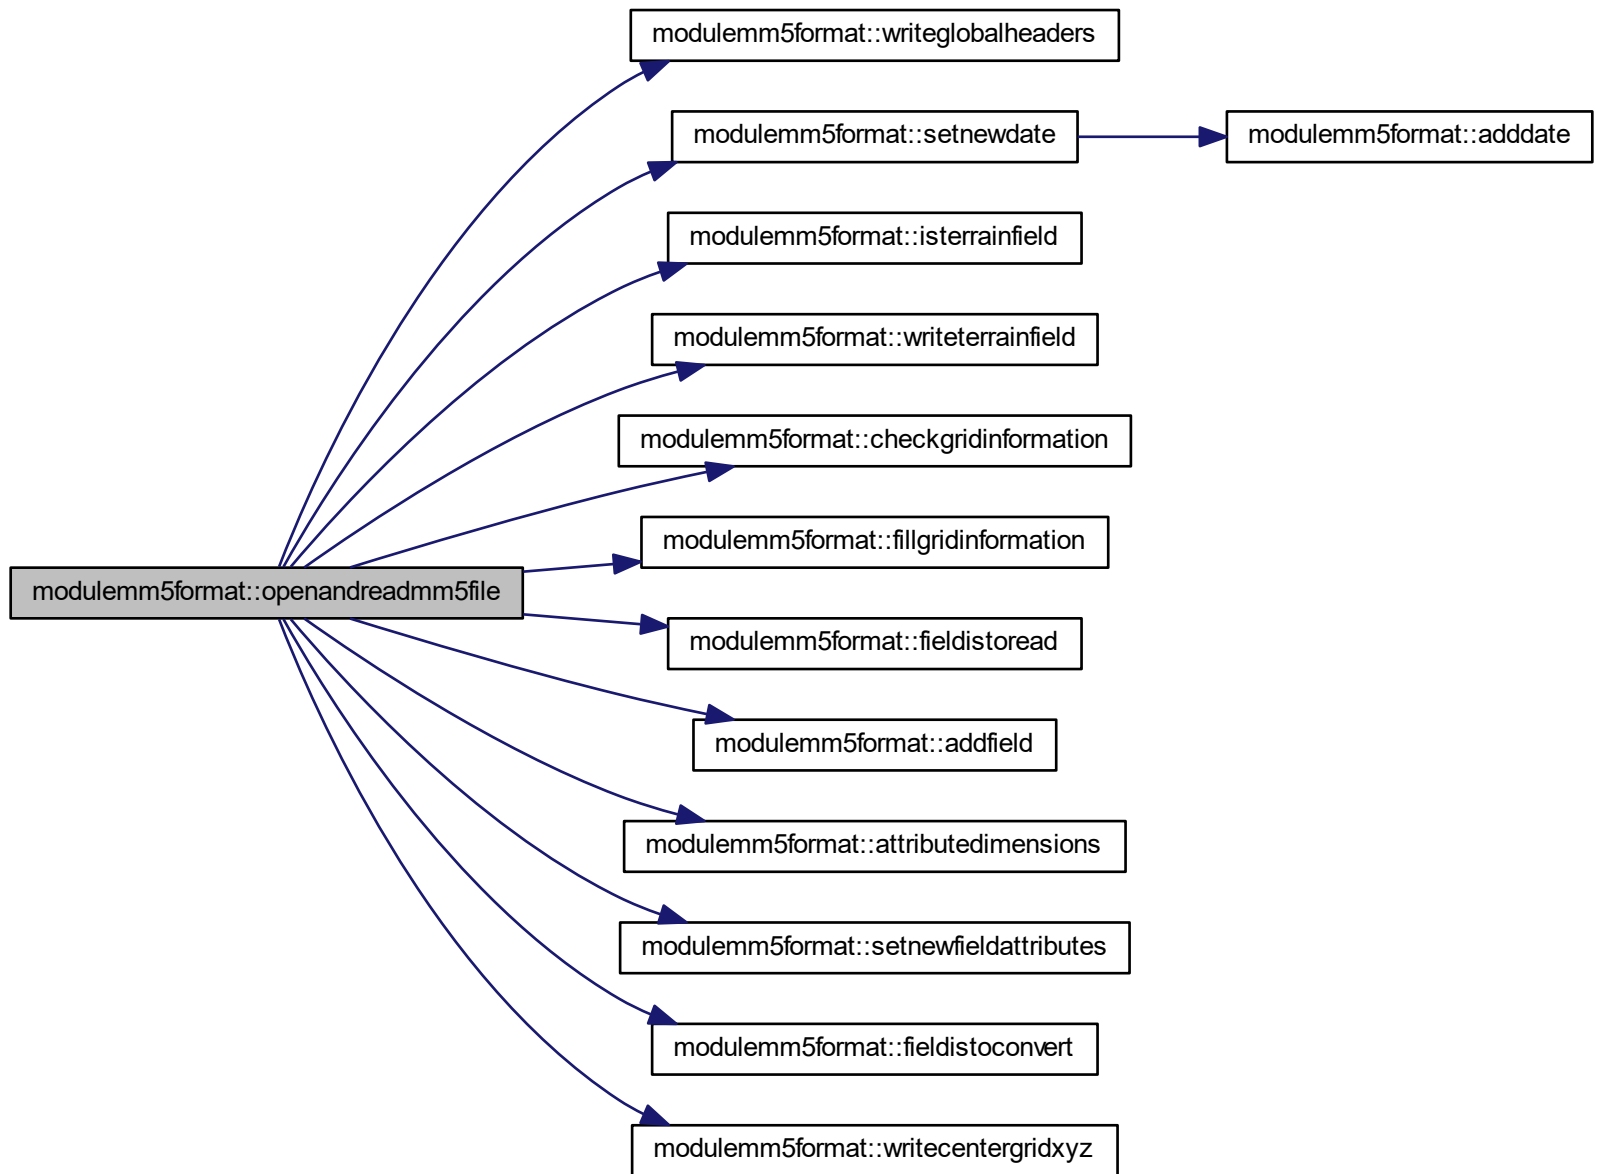 modulemm5format::writeglobalheaders
modulemm5format::setnewdate
modulemm5format::adddate
modulemm5format::isterrainfield
modulemm5format::writeterrainfield
modulemm5format::checkgridinformation
modulemm5format::fillgridinformation
modulemm5format::openandreadmm5file
modulemm5format::fieldistoread
modulemm5format::addfield
modulemm5format::attributedimensions
modulemm5format::setnewfieldattributes
modulemm5format::fieldistoconvert
modulemm5format::writecentergridxyz